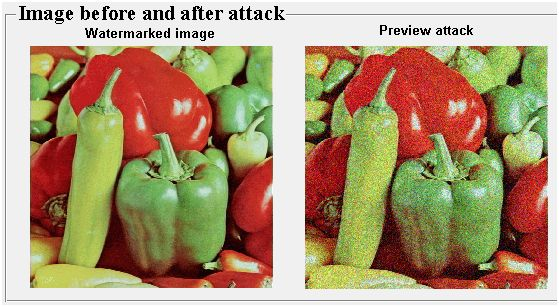 Image before and after attack
Watermarked image
Preview attack